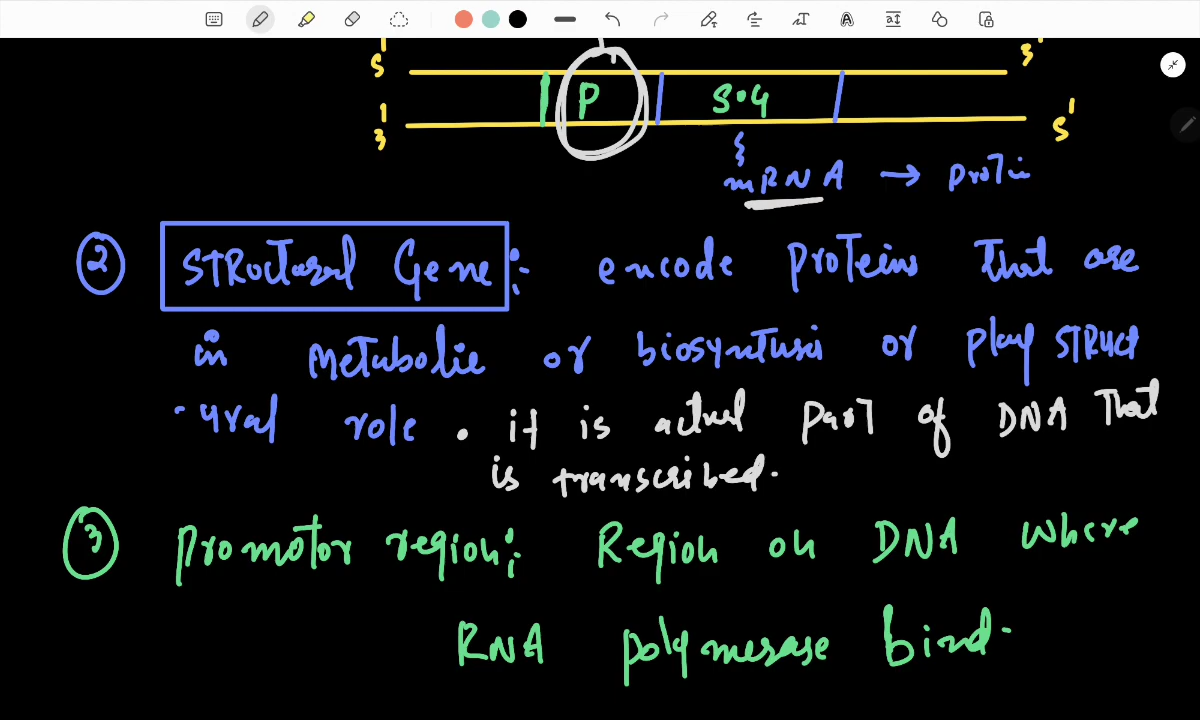 5' 3'
P S.G
3' 5'
mRNA → protein
② Structural Gene: encode proteins that are
in metabolic or biosynthesis or play struct
-ural role. it is actual part of DNA that
is transcribed.
③ promotor region: Region on DNA where
RNA polymerase bind.